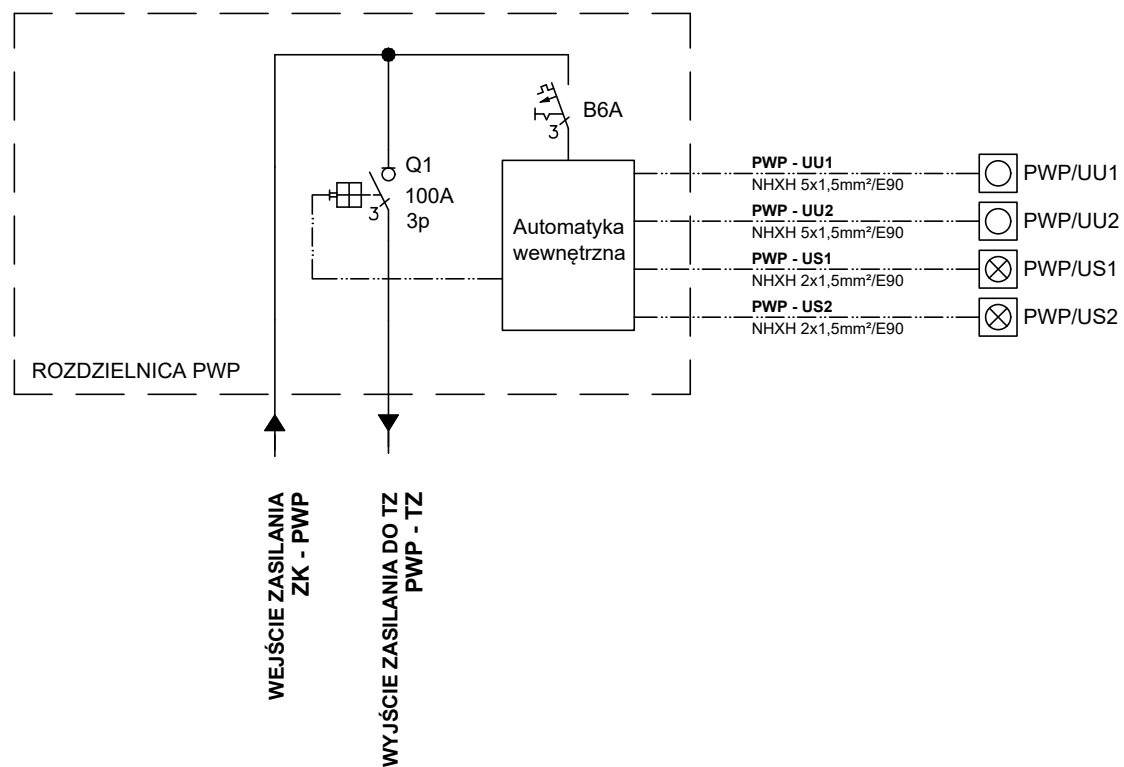 B6A
3
Q1
100A
3p
3
Automatyka
wewnętrzna
PWP - UU1
NHXH 5x1,5mm²/E90
PWP/UU1
PWP - UU2
NHXH 5x1,5mm²/E90
PWP/UU2
PWP - US1
NHXH 2x1,5mm²/E90
PWP/US1
PWP - US2
NHXH 2x1,5mm²/E90
PWP/US2
ROZDZIELNICA PWP
WEJŚCIE ZASILANIA
ZK - PWP
WYJŚCIE ZASILANIA DO TZ
PWP - TZ